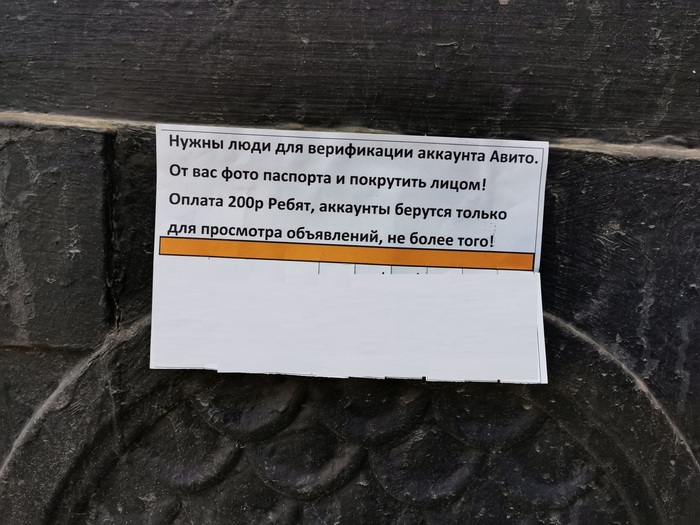 Нужны люди для верификации аккаунта Авито.
От вас фото паспорта и покрутить лицом!
Оплата 200р Ребят, аккаунты берутся только
для просмотра объявлений, не более того!